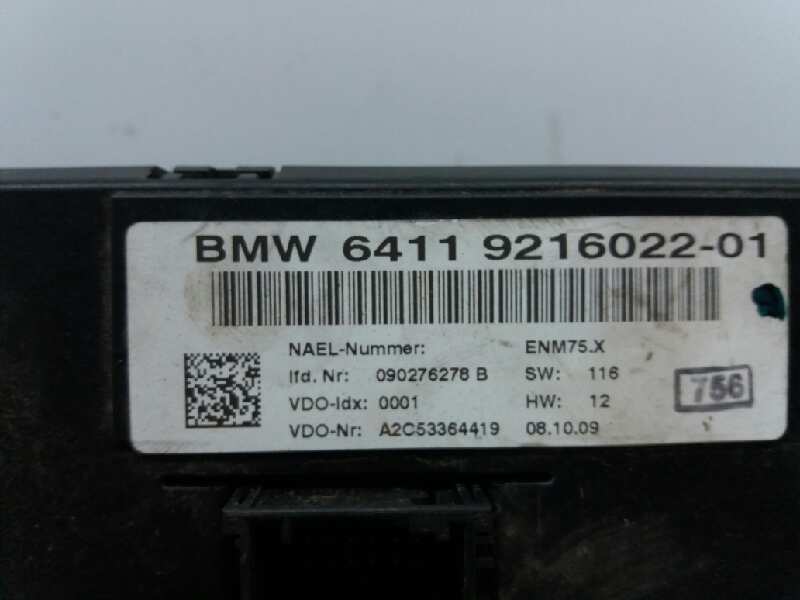 BMW 6411 9216022-01
NAEL-Nummer: ENM75.X
lfd. Nr: 090276278 B SW: 116
VDO-Idx: 0001 HW: 12
VDO-Nr: A2C53364419 08.10.09
756